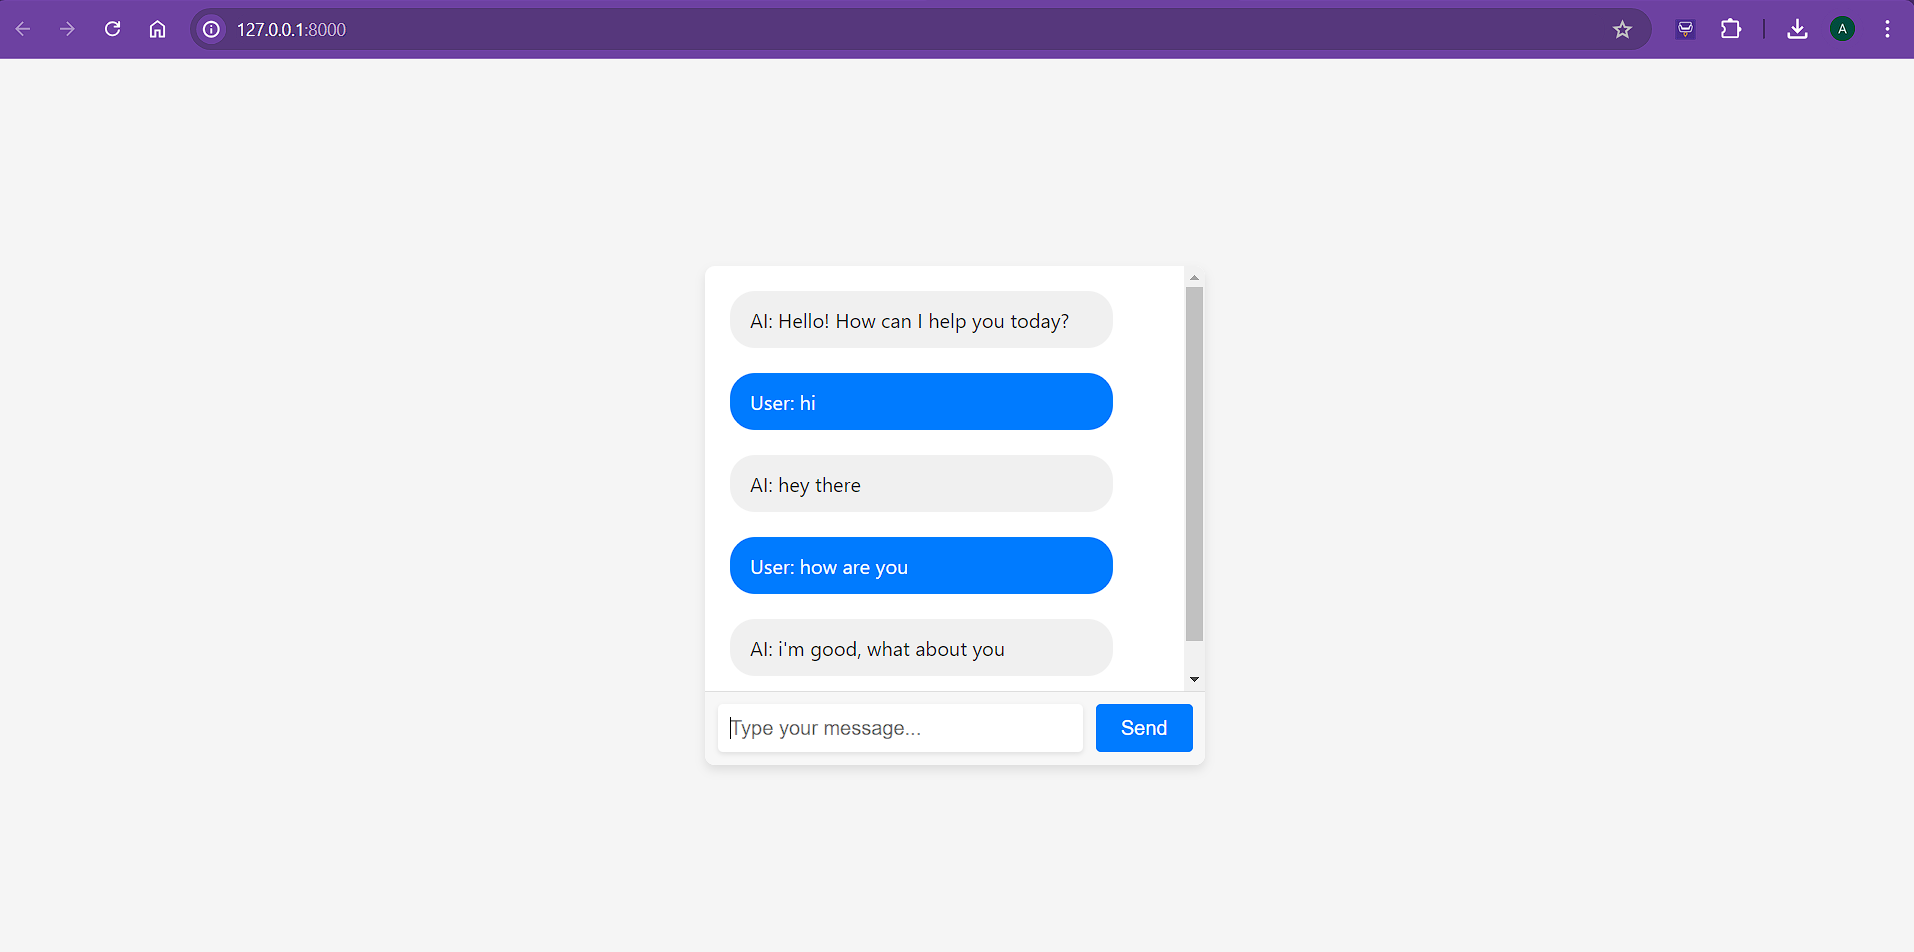 127.0.0.1:8000
A
AI: Hello! How can I help you today?
User: hi
AI: hey there
User: how are you
AI: i'm good, what about you
Type your message...
Send